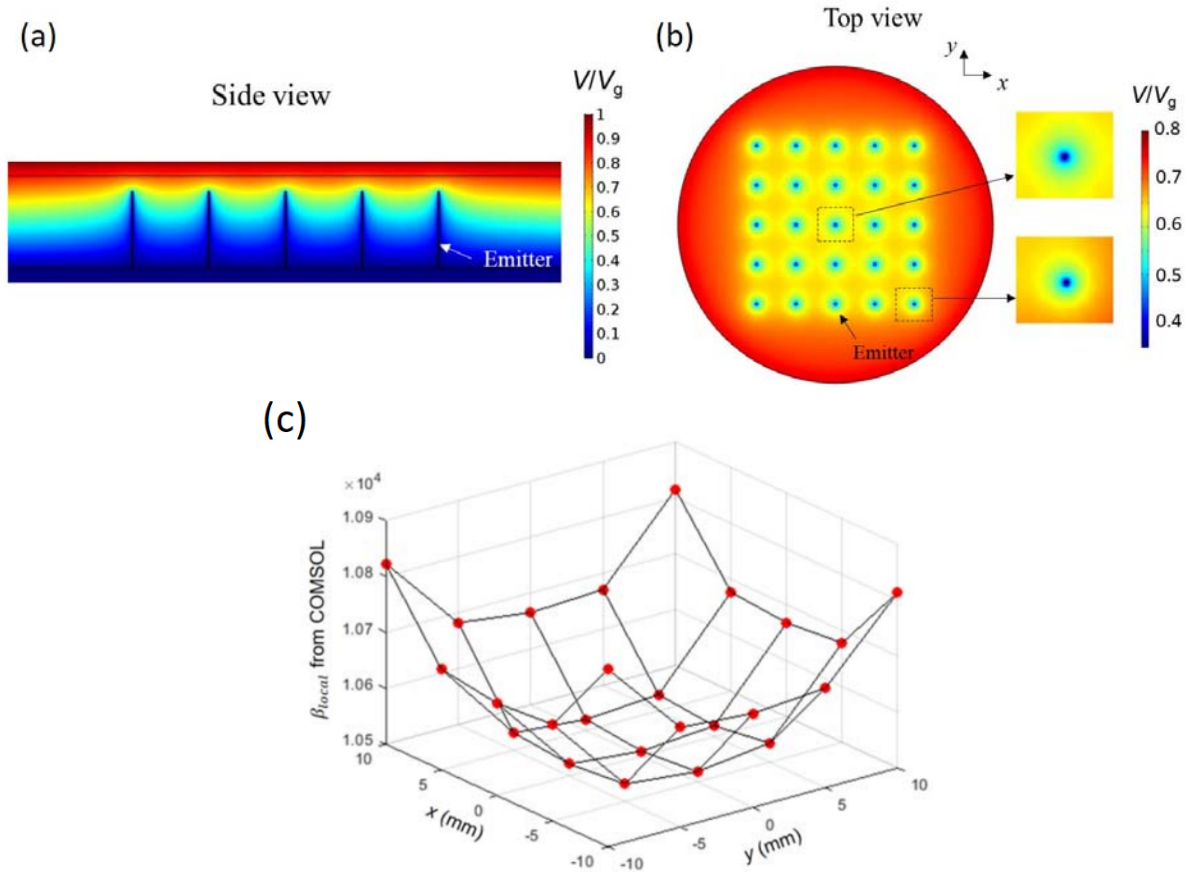 (a)
Side view
V/Vg
1
0.9
0.8
0.7
0.6
0.5
0.4
0.3
0.2
0.1
0
Emitter
(b)
Top view
y
x
V/Vg
0.8
0.7
0.6
0.5
0.4
Emitter
(c)
×10⁴
1.09
1.08
1.07
1.06
1.05
βlocal from COMSOL
10
5
0
-5
-10
x (mm)
-10
-5
0
5
10
y (mm)